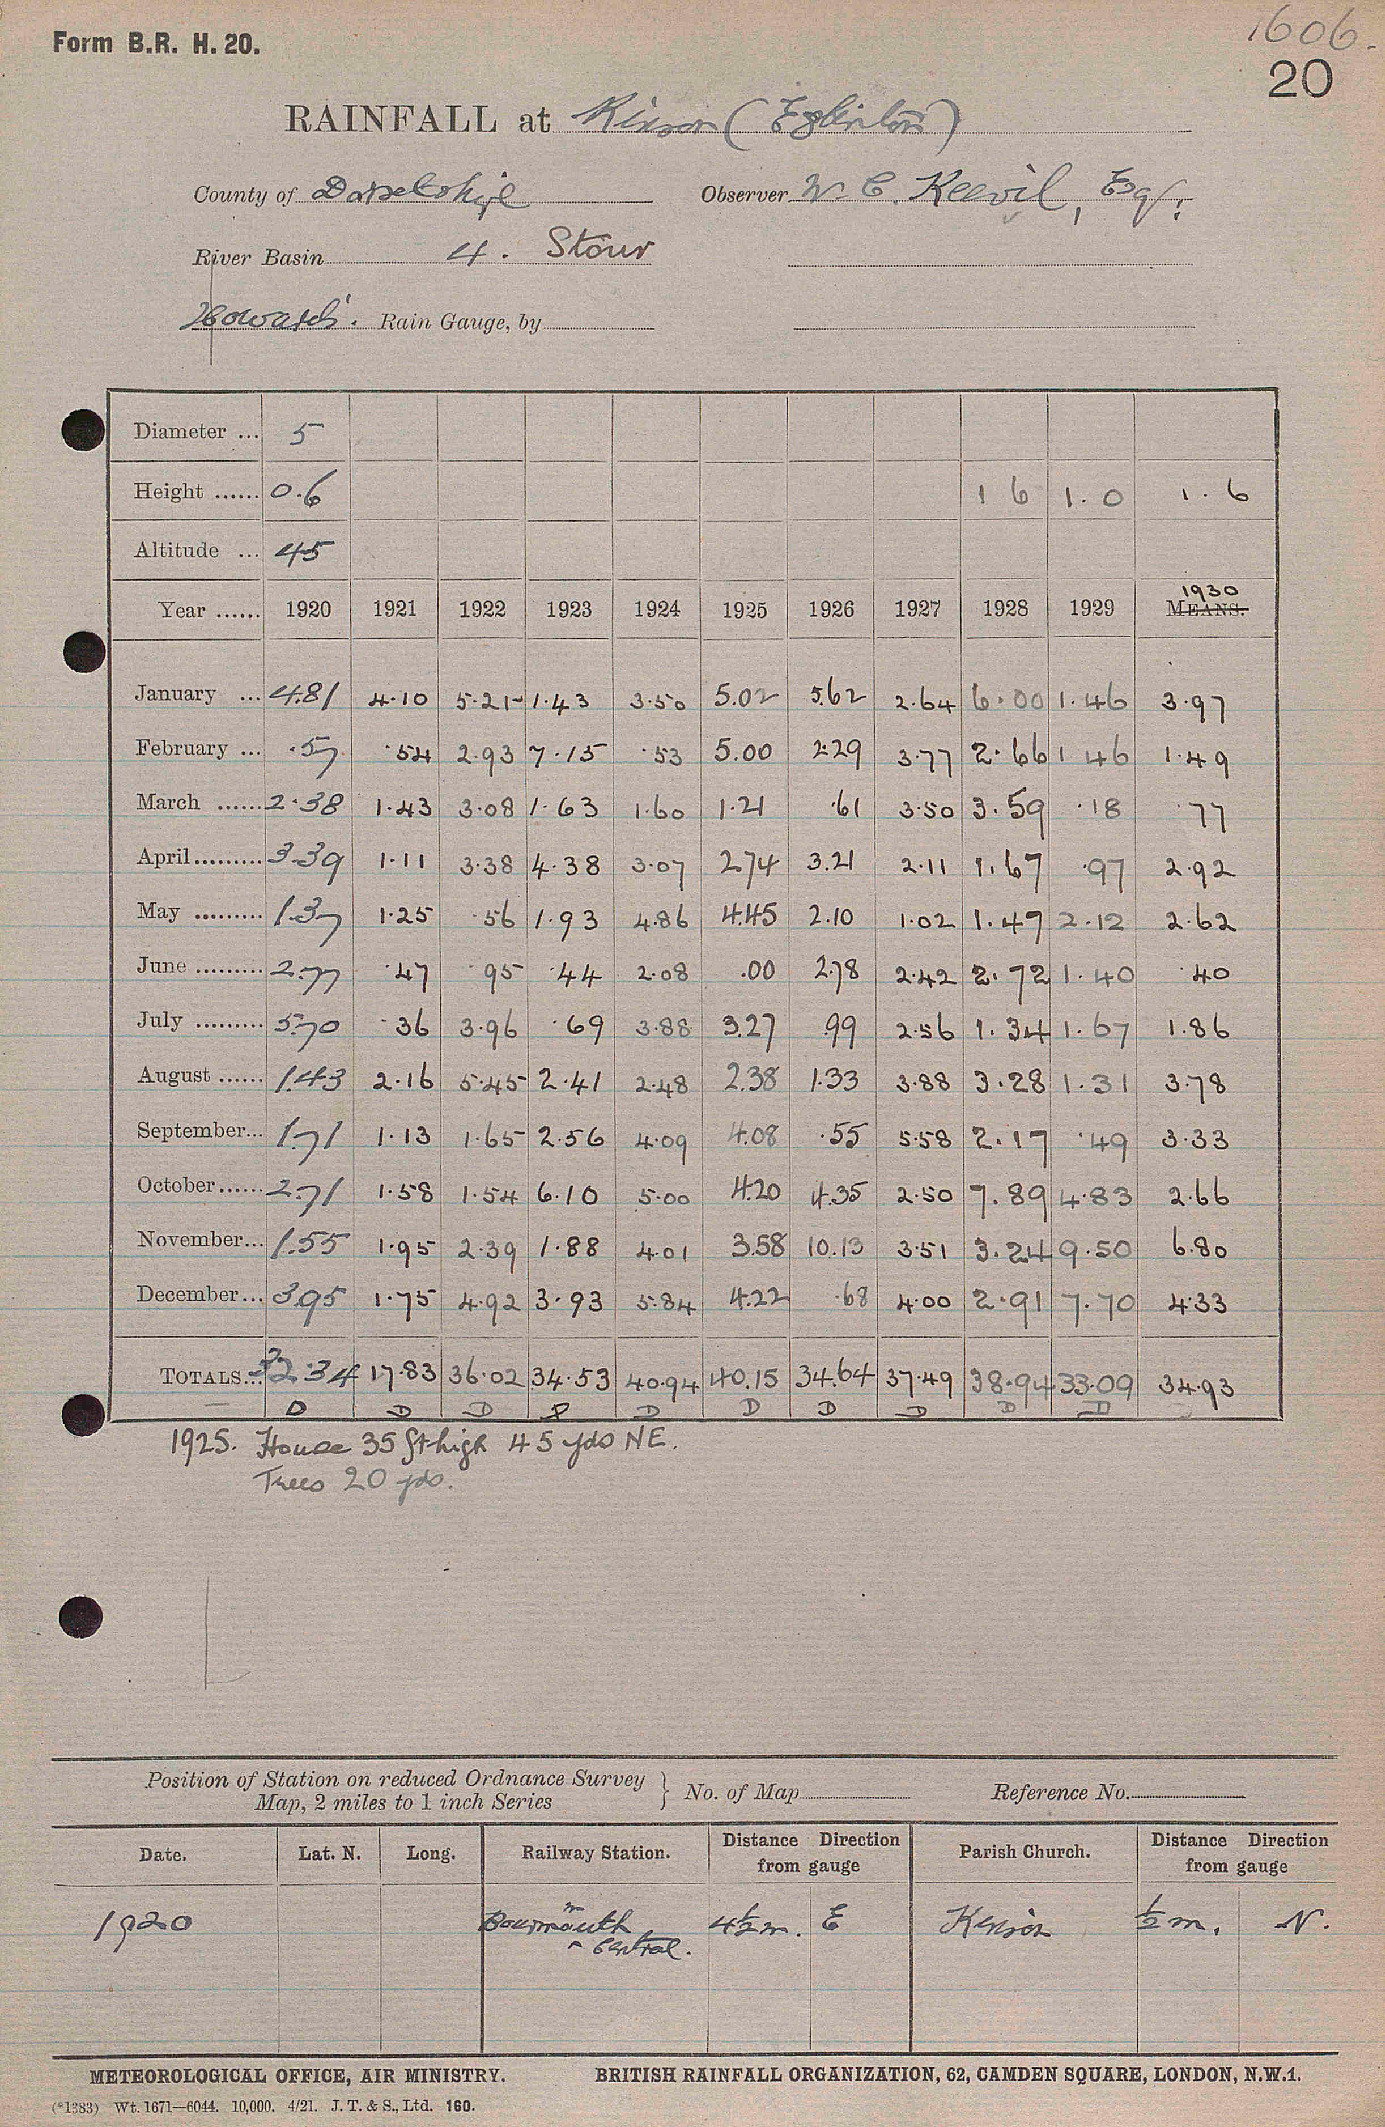 Form B.R. H. 20.
1606.
20
RAINFALL at Kinson (Eglinton)
County of Dorsetshire Observer W. C. Keevil, Esq.
River Basin 4. Stour
Howards'. Rain Gauge, by
Diameter ... 5
Height ...... 0.6 1 6 1.0 1.6
Altitude ... 45
1930
Year ...... 1920 1921 1922 1923 1924 1925 1926 1927 1928 1929 MEANS.
January ... 4.81 4.10 5.21 1.43 3.50 5.02 5.62 2.64 6.00 1.46 3.97
February ... .57 .54 2.93 7.15 .53 5.00 2.29 3.77 2.66 1 46 1.49
March ...... 2.38 1.43 3.08 1.63 1.60 1.21 .61 3.50 3.59 .18 .77
April......... 3.39 1.11 3.38 4.38 3.07 2.74 3.21 2.11 1.67 .97 2.92
May ......... 1.37 1.25 .56 1.93 4.86 4.45 2.10 1.02 1.47 2.12 2.62
June ......... 2.77 .47 .95 .44 2.08 .00 2.78 2.42 2.72 1.40 .40
July ......... 5.70 .36 3.96 .69 3.88 3.27 .99 2.56 1.34 1.67 1.86
August ...... 1.43 2.16 5.45 2.41 2.48 2.38 1.33 3.88 3.28 1.31 3.78
September... 1.71 1.13 1.65 2.56 4.09 4.08 .55 5.58 2.17 .49 3.33
October...... 2.71 1.58 1.54 6.10 5.00 4.20 4.35 2.50 7.89 4.83 2.66
November... 1.55 1.95 2.39 1.88 4.01 3.58 10.13 3.51 3.24 9.50 6.80
December... 3.95 1.75 4.92 3.93 5.84 4.22 .68 4.00 2.91 7.70 4.33
TOTALS... 32.34 17.83 36.02 34.53 40.94 40.15 34.64 37.49 38.94 33.09 34.93
D D D D D D D D D D
1925. House 35 ft high 45 yds NE.
Trees 20 yds.
Position of Station on reduced Ordnance Survey Map, 2 miles to 1 inch Series } No. of Map Reference No.
Date. Lat. N. Long. Railway Station. Distance Direction from gauge Parish Church. Distance Direction from gauge
1920 Bournemouth Central. 4½ m. E Kinson ½ m. N.
METEOROLOGICAL OFFICE, AIR MINISTRY. BRITISH RAINFALL ORGANIZATION, 62, CAMDEN SQUARE, LONDON, N.W.1.
(*1383) Wt. 1671—6044. 10,000. 4/21. J. T. & S., Ltd. 160.